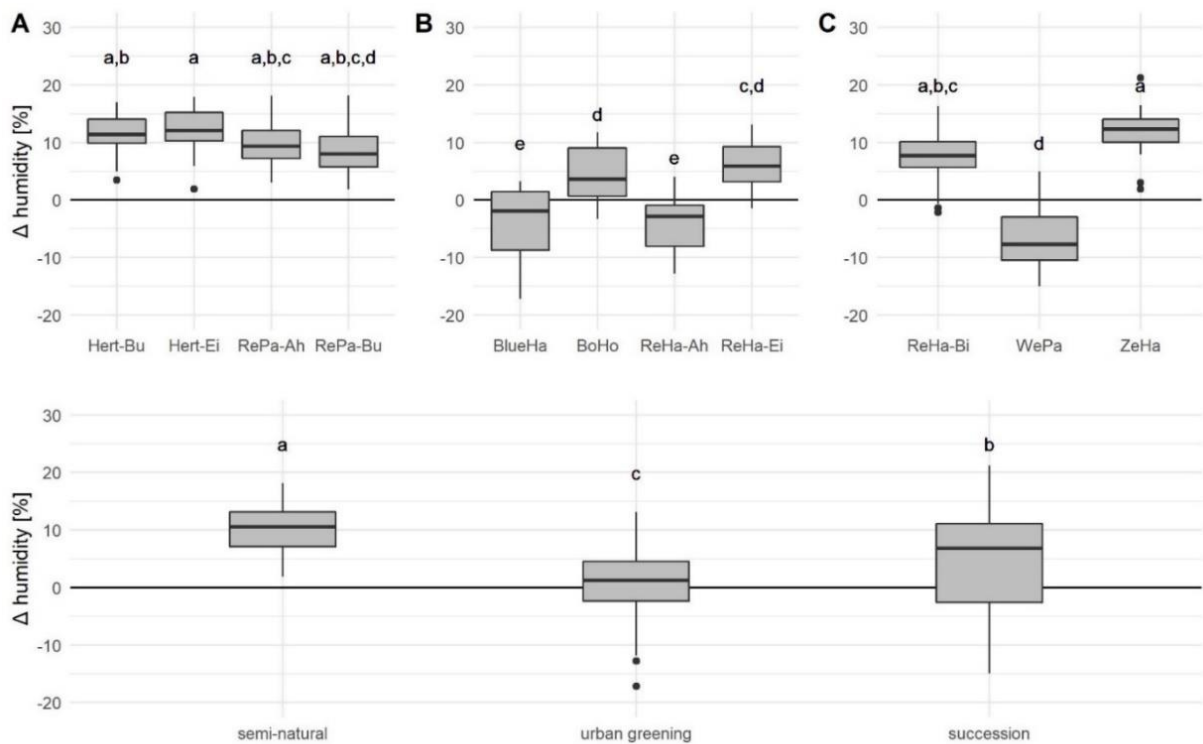 A B C
30 30 30
a,b a a,b,c a,b,c,d
20 20 a,b,c a 20
d c,d
e e d
10 10 10
0 0 0
-10 -10 -10
-20 -20 -20
Δ humidity [%]
Hert-Bu Hert-Ei RePa-Ah RePa-Bu BlueHa BoHo ReHa-Ah ReHa-Ei ReHa-Bi WePa ZeHa
30
a b
20 c
10
0
-10
-20
Δ humidity [%]
semi-natural urban greening succession